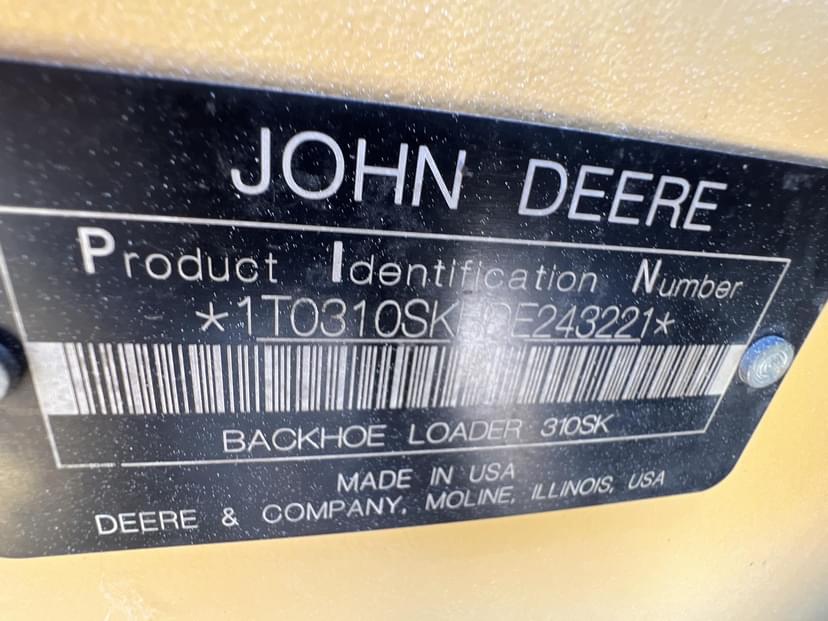 JOHN DEERE
Product Identification Number
BACKHOE LOADER 310SK
MADE IN USA
DEERE & COMPANY, MOLINE, ILLINOIS, USA